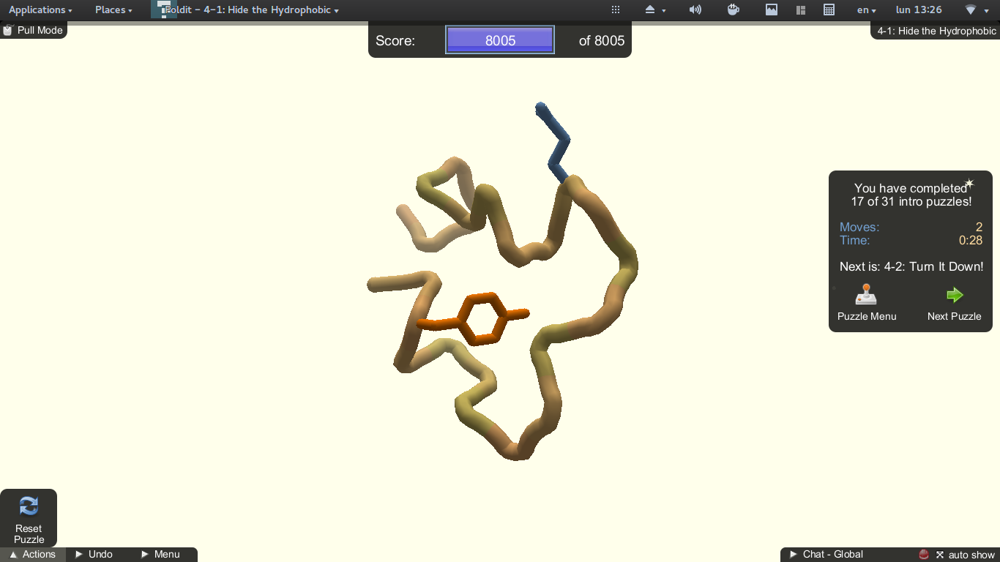 Applications Places Foldit - 4-1: Hide the Hydrophobic en lun 13:26
Pull Mode
4-1: Hide the Hydrophobic
Score: 8005 of 8005
You have completed
17 of 31 intro puzzles!
Moves: 2
Time: 0:28
Next is: 4-2: Turn It Down!
Puzzle Menu Next Puzzle
Reset
Puzzle
Actions Undo Menu
Chat - Global auto show